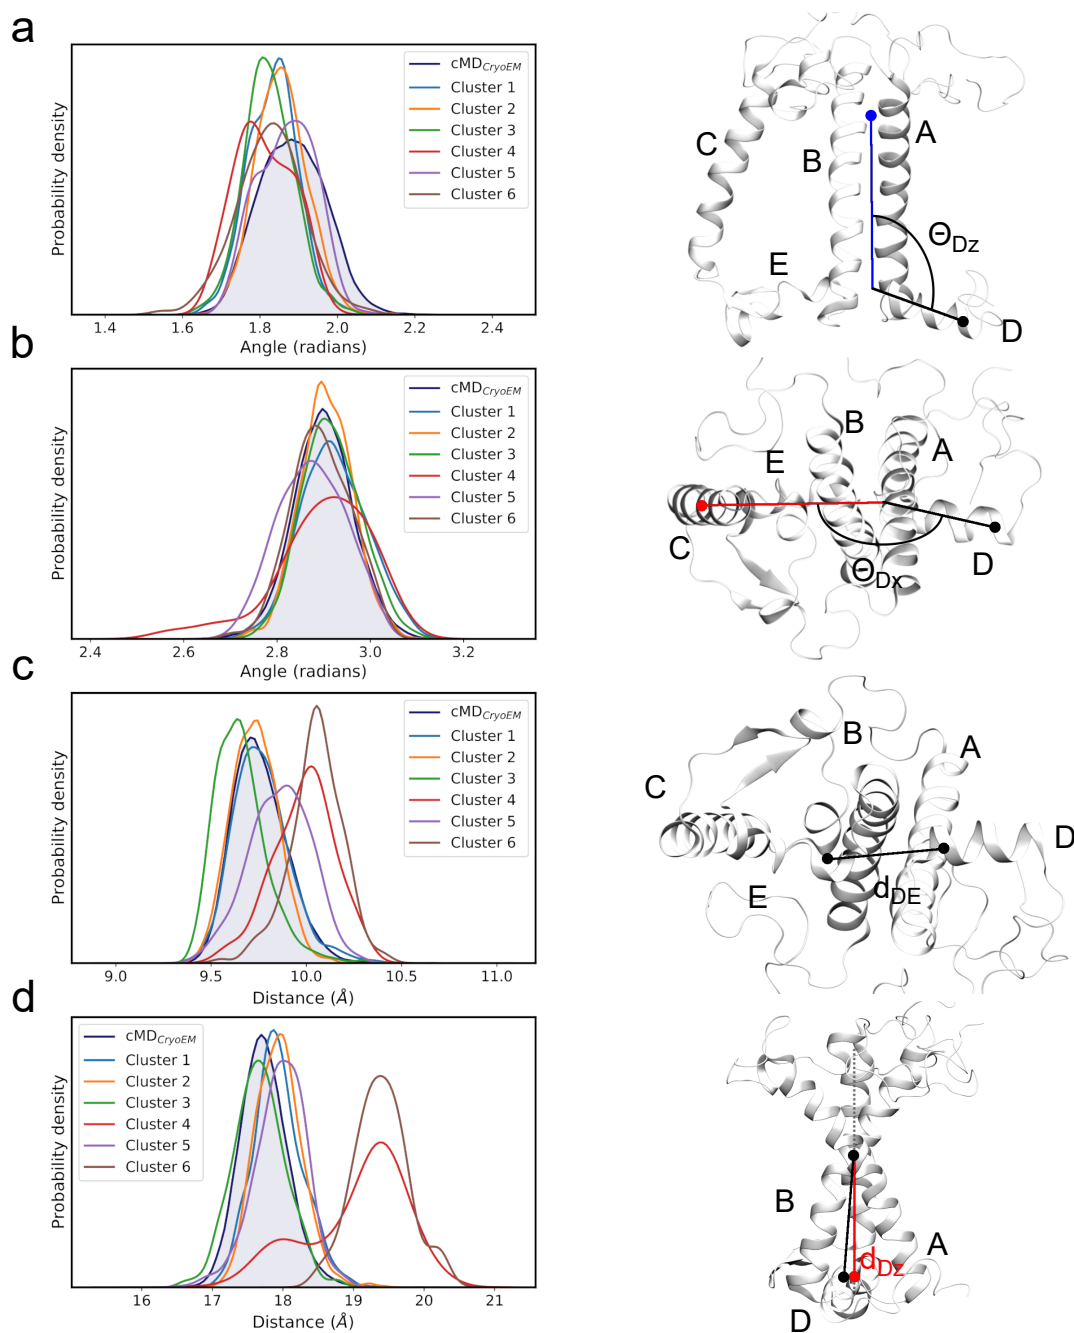 a
Probability density
cMDCryoEM
Cluster 1
Cluster 2
Cluster 3
Cluster 4
Cluster 5
Cluster 6
1.4 1.6 1.8 2.0 2.2 2.4
Angle (radians)
C
B
A
E
ΘDz
D
b
Probability density
cMDCryoEM
Cluster 1
Cluster 2
Cluster 3
Cluster 4
Cluster 5
Cluster 6
2.4 2.6 2.8 3.0 3.2
Angle (radians)
B
A
E
C
D
ΘDx
c
Probability density
cMDCryoEM
Cluster 1
Cluster 2
Cluster 3
Cluster 4
Cluster 5
Cluster 6
9.0 9.5 10.0 10.5 11.0
Distance (Å)
B
A
C
D
E
dDE
d
Probability density
cMDCryoEM
Cluster 1
Cluster 2
Cluster 3
Cluster 4
Cluster 5
Cluster 6
16 17 18 19 20 21
Distance (Å)
B
A
dDz
D